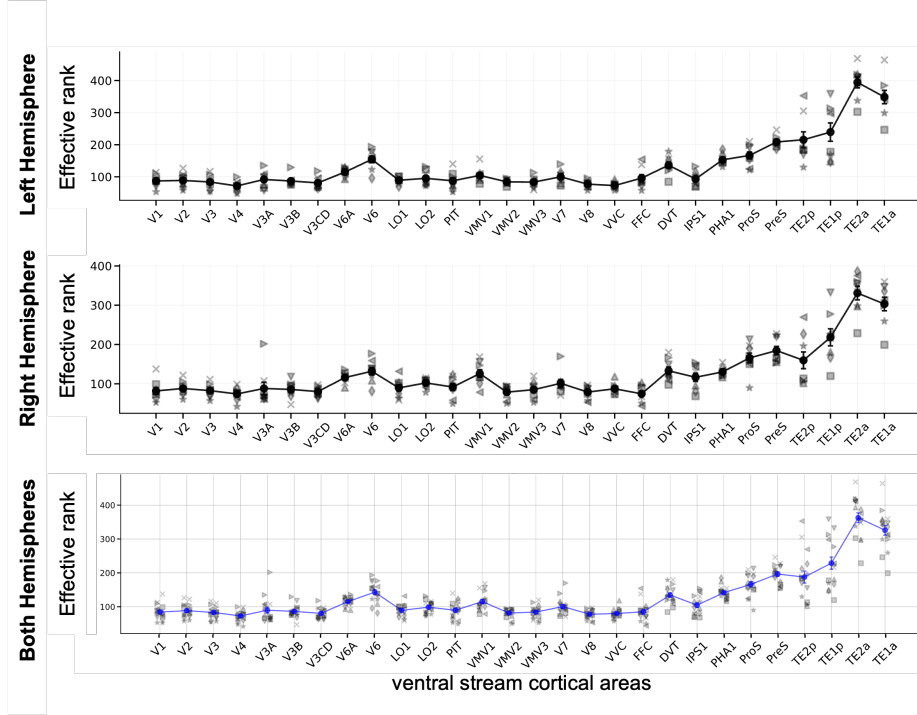 Left Hemisphere
Effective rank
400
300
200
100
V1 V2 V3 V4 V3A V3B V3CD V6A V6 LO1 LO2 PIT VMV1 VMV2 VMV3 V7 V8 VVC FFC DVT IPS1 PHA1 ProS PreS TE2p TE1p TE2a TE1a
Right Hemisphere
Effective rank
400
300
200
100
V1 V2 V3 V4 V3A V3B V3CD V6A V6 LO1 LO2 PIT VMV1 VMV2 VMV3 V7 V8 VVC FFC DVT IPS1 PHA1 ProS PreS TE2p TE1p TE2a TE1a
Both Hemispheres
Effective rank
400
300
200
100
V1 V2 V3 V4 V3A V3B V3CD V6A V6 LO1 LO2 PIT VMV1 VMV2 VMV3 V7 V8 VVC FFC DVT IPS1 PHA1 ProS PreS TE2p TE1p TE2a TE1a
ventral stream cortical areas